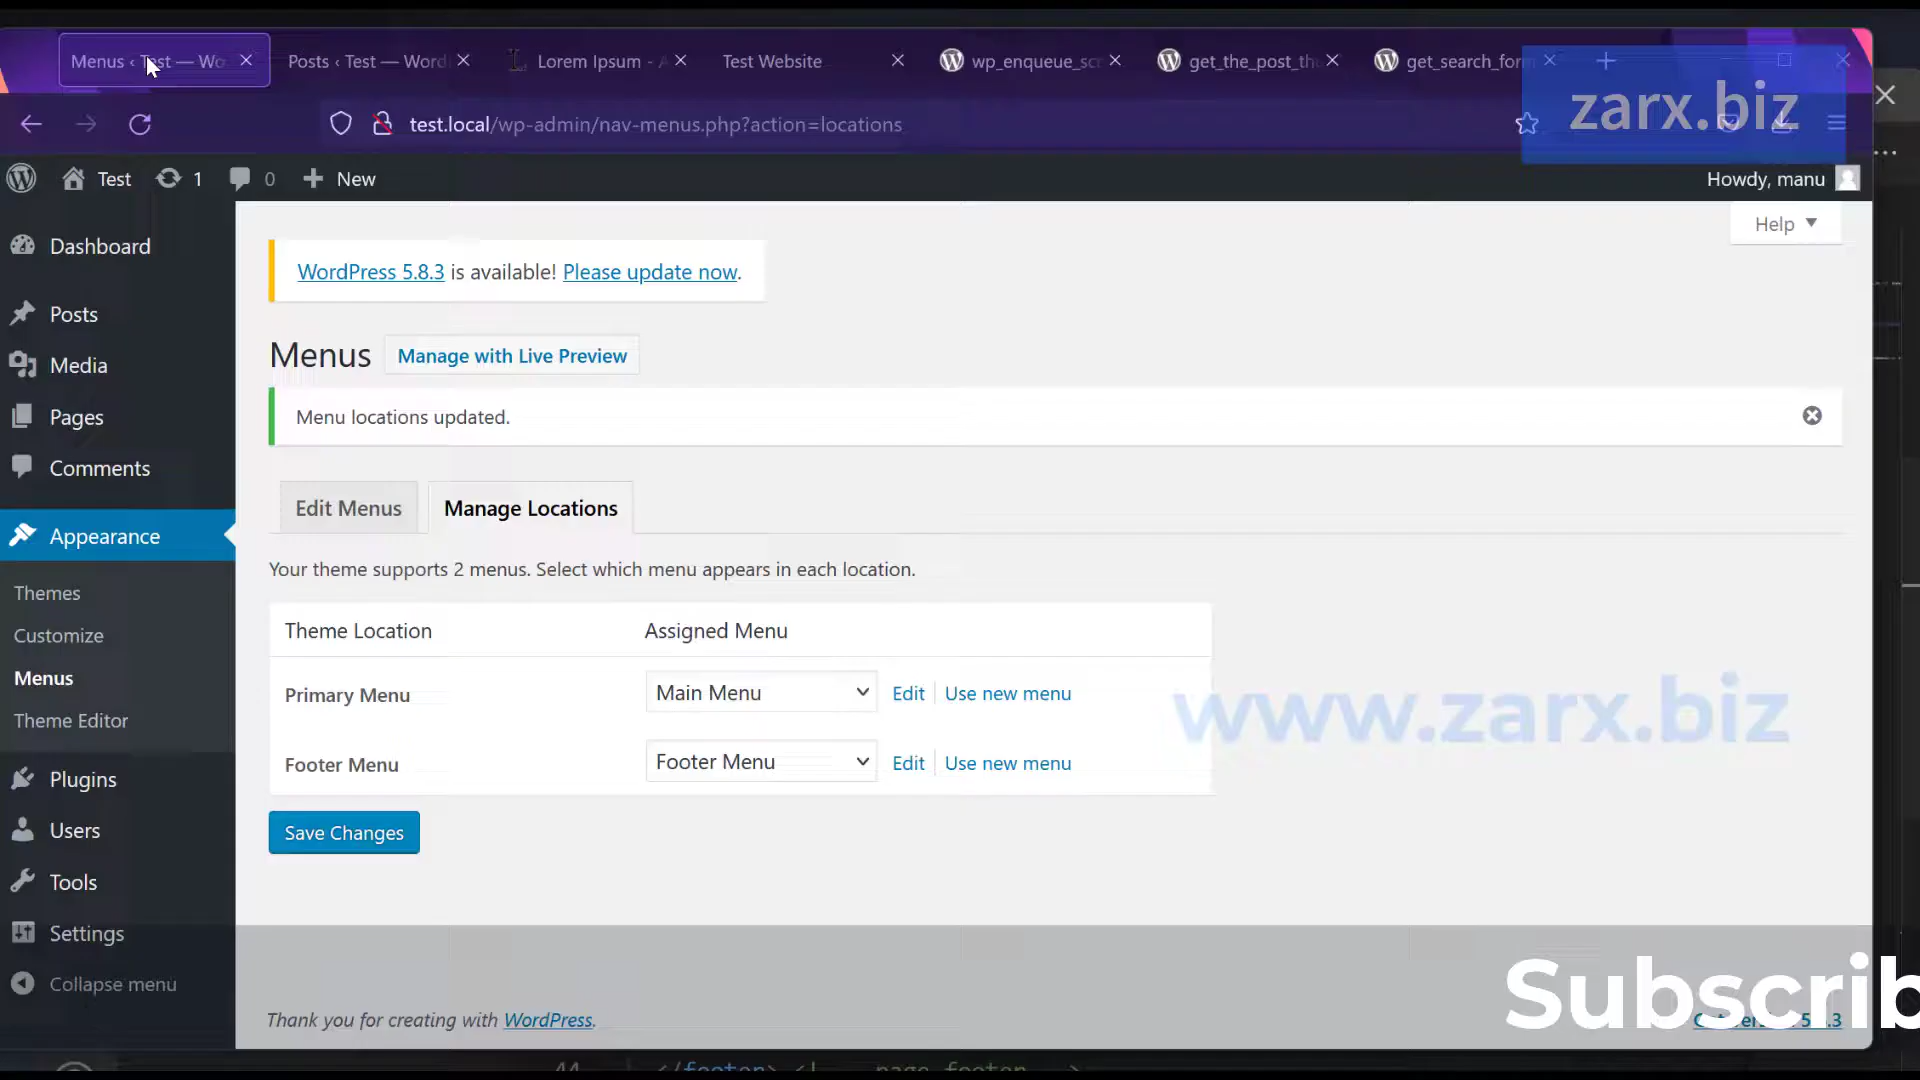 Menus ‹ Test — Wo
Posts ‹ Test — Word
Lorem Ipsum - A
Test Website
wp_enqueue_scr
get_the_post_thu
get_search_form
zarx.biz
test.local/wp-admin/nav-menus.php?action=locations
Test
1
0
New
Howdy, manu
Help
Dashboard
WordPress 5.8.3 is available! Please update now.
Posts
Menus
Manage with Live Preview
Media
Menu locations updated.
Pages
Comments
Edit Menus
Manage Locations
Appearance
Your theme supports 2 menus. Select which menu appears in each location.
Themes
Theme Location
Assigned Menu
Customize
Menus
Primary Menu
Main Menu
Edit
Use new menu
www.zarx.biz
Theme Editor
Footer Menu
Footer Menu
Edit
Use new menu
Plugins
Users
Save Changes
Tools
Settings
Collapse menu
Subscrib
Thank you for creating with WordPress.
44
</footer>